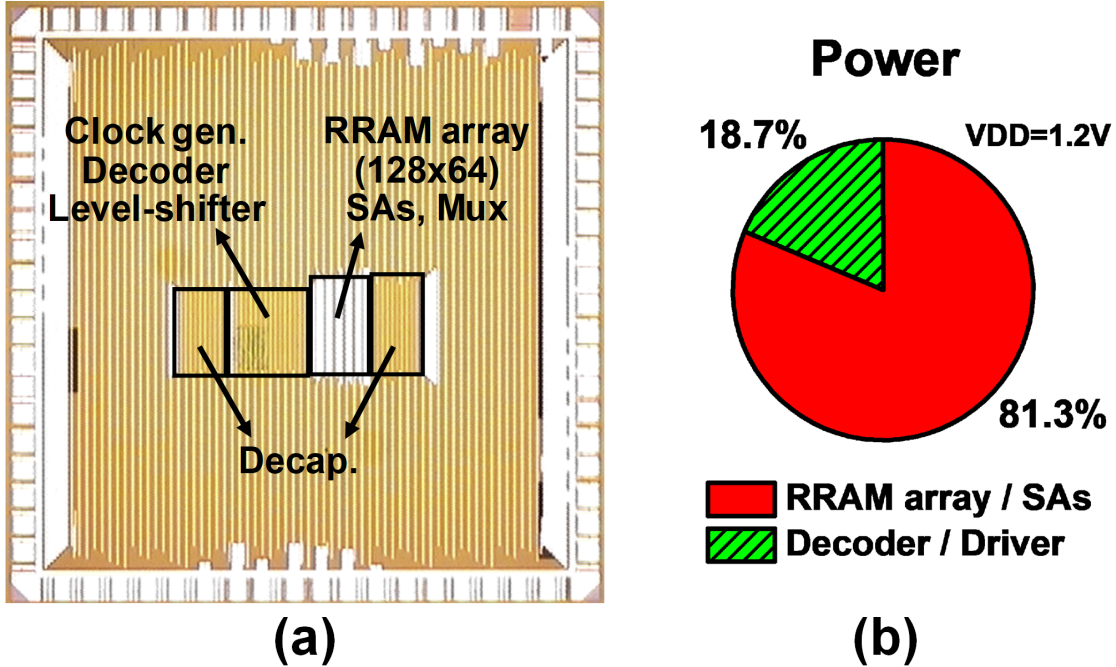 Clock gen.
Decoder
Level-shifter
RRAM array
(128x64)
SAs, Mux
Decap.
(a)
Power
18.7%
VDD=1.2V
81.3%
RRAM array / SAs
Decoder / Driver
(b)